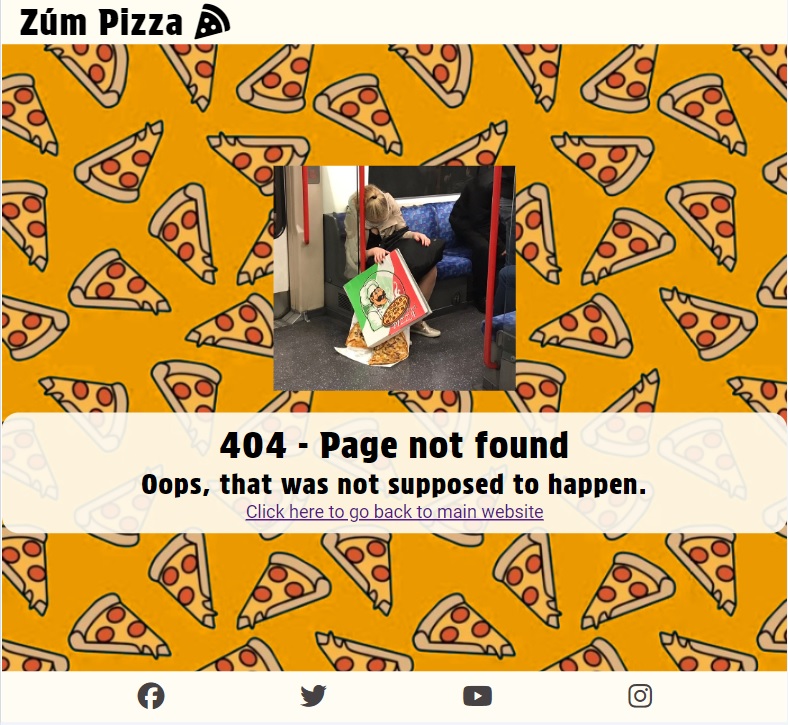 Zúm Pizza
404 - Page not found
Oops, that was not supposed to happen.
Click here to go back to main website